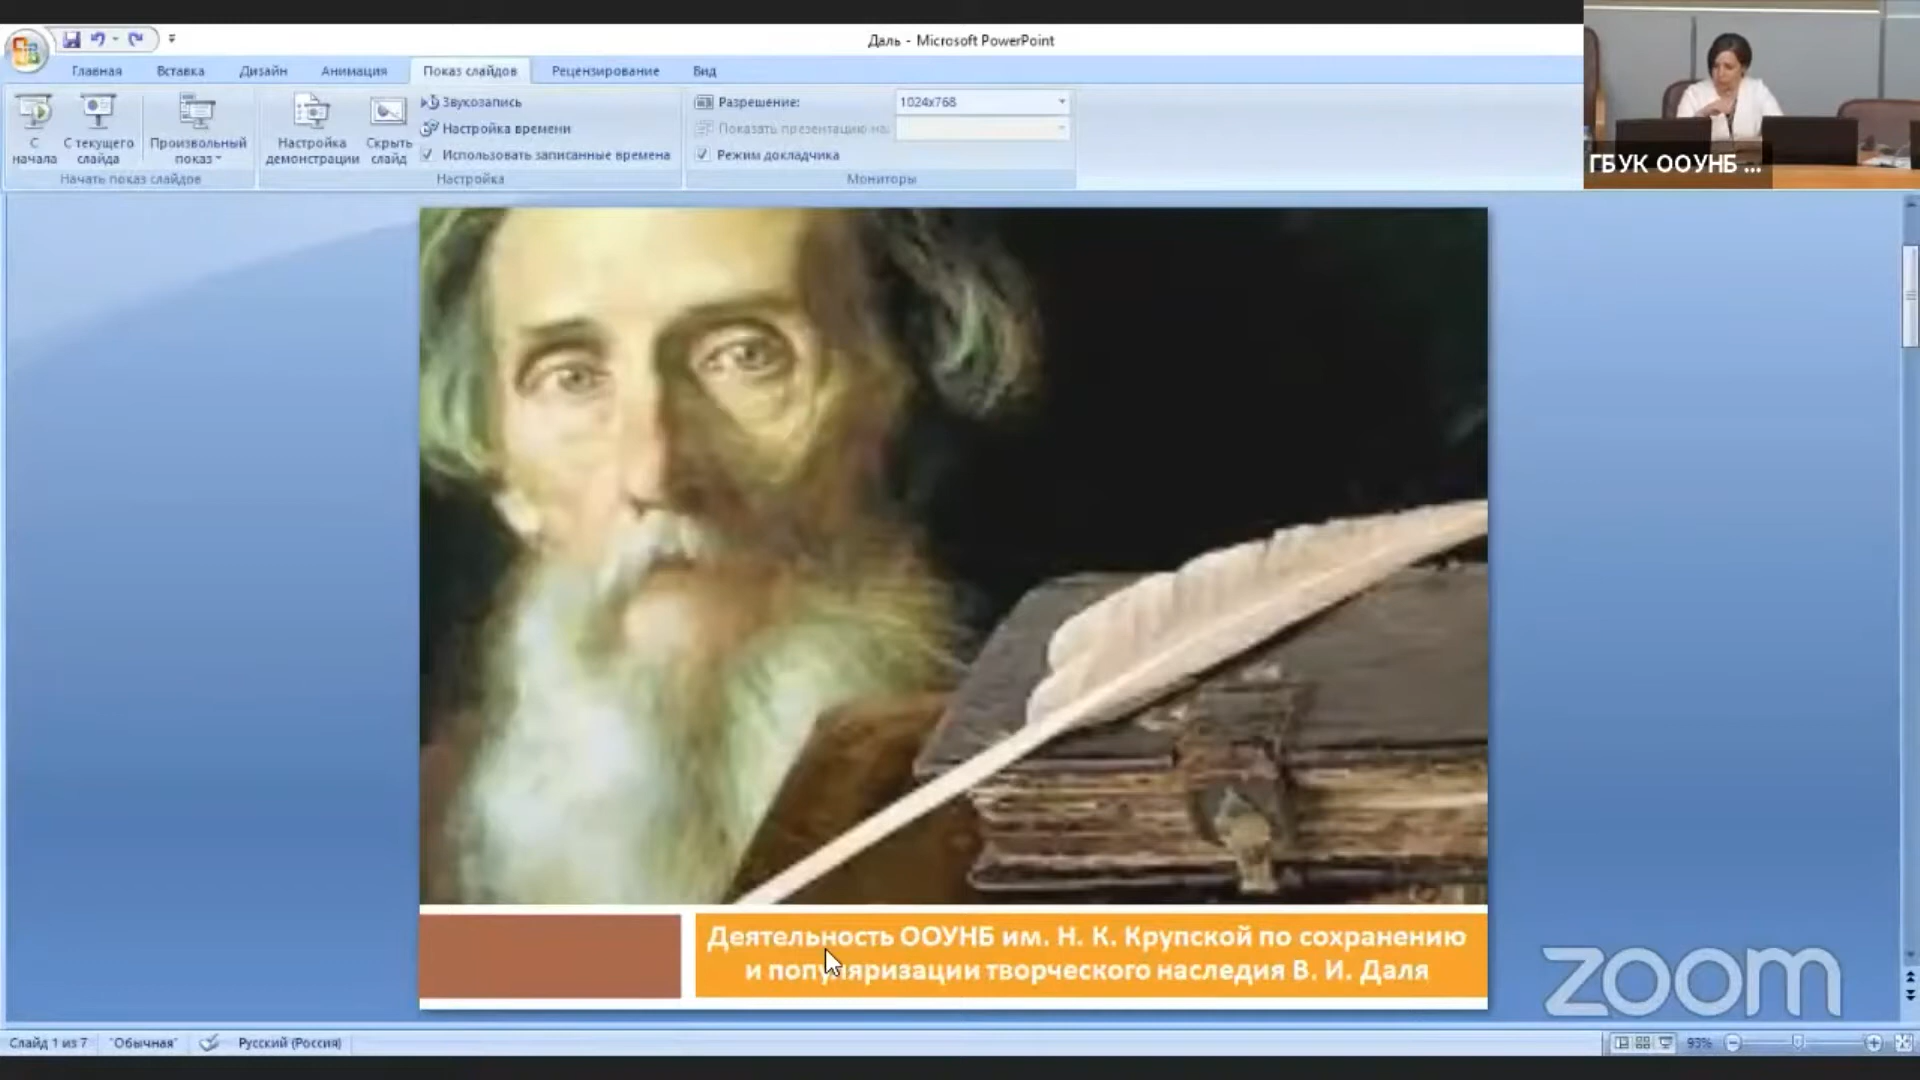 Даль - Microsoft PowerPoint
Главная Вставка Дизайн Анимация Показ слайдов Рецензирование Вид
С начала
С текущего слайда
Произвольный показ
Начать показ слайдов
Настройка демонстрации
Скрыть слайд
Звукозапись
Настройка времени
Использовать записанные времена
Настройка
Разрешение: 1024x768
Показать презентацию на:
Режим докладчика
Мониторы
ГБУК ООУНБ ...
Деятельность ООУНБ им. Н. К. Крупской по сохранению
и популяризации творческого наследия В. И. Даля
zoom
Слайд 1 из 7 "Обычная" Русский (Россия) 93%